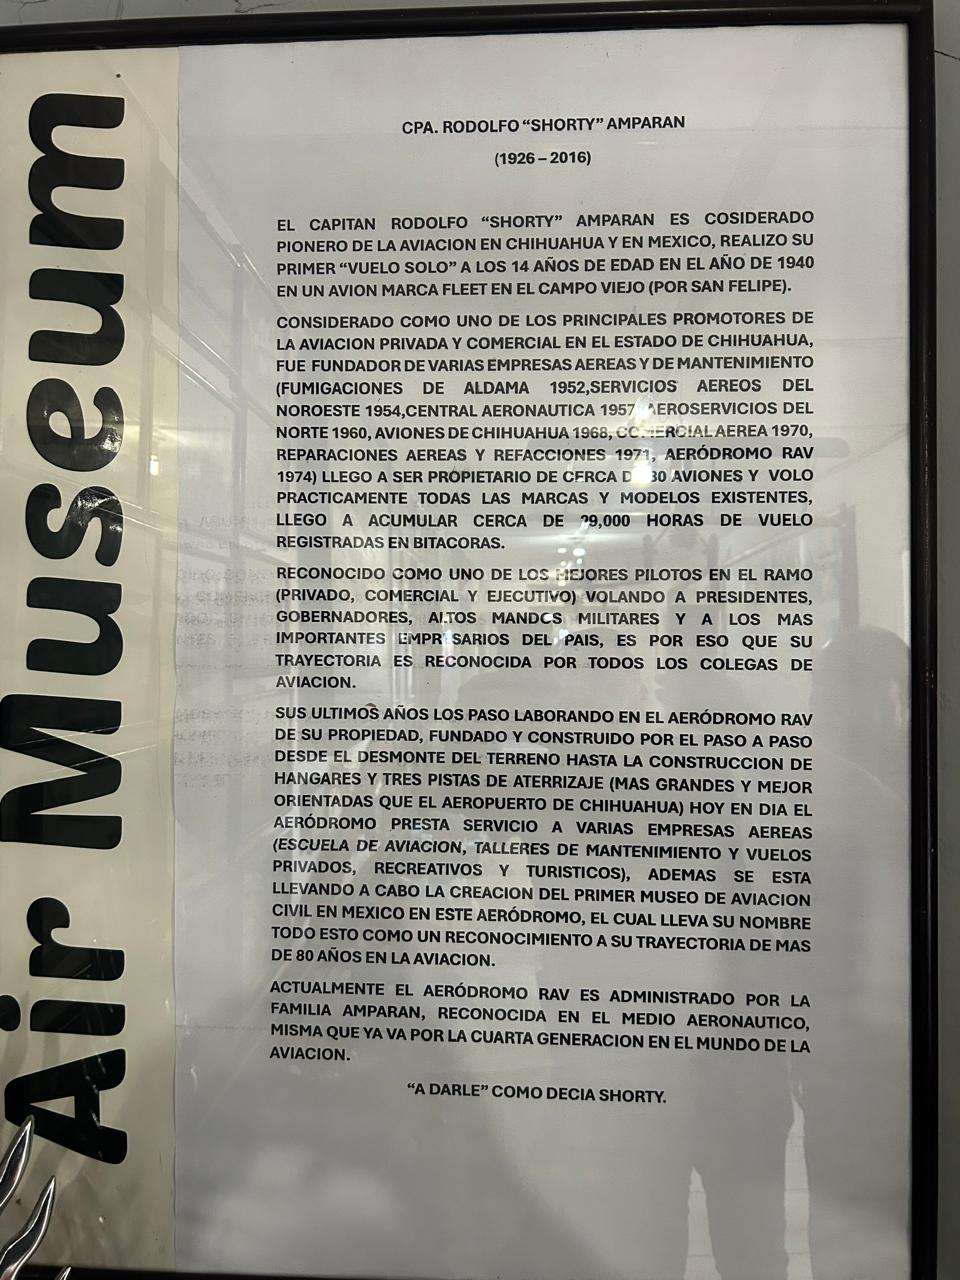 Air Museum
CPA. RODOLFO “SHORTY” AMPARAN
(1926 – 2016)
EL CAPITAN RODOLFO “SHORTY” AMPARAN ES COSIDERADO
PIONERO DE LA AVIACION EN CHIHUAHUA Y EN MEXICO, REALIZO SU
PRIMER “VUELO SOLO” A LOS 14 AÑOS DE EDAD EN EL AÑO DE 1940
EN UN AVION MARCA FLEET EN EL CAMPO VIEJO (POR SAN FELIPE).
CONSIDERADO COMO UNO DE LOS PRINCIPALES PROMOTORES DE
LA AVIACION PRIVADA Y COMERCIAL EN EL ESTADO DE CHIHUAHUA,
FUE FUNDADOR DE VARIAS EMPRESAS AEREAS Y DE MANTENIMIENTO
(FUMIGACIONES DE ALDAMA 1952,SERVICIOS AEREOS DEL
NOROESTE 1954,CENTRAL AERONAUTICA 1957, AEROSERVICIOS DEL
NORTE 1960, AVIONES DE CHIHUAHUA 1968, COMERCIAL AEREA 1970,
REPARACIONES AEREAS Y REFACCIONES 1971, AERÓDROMO RAV
1974) LLEGO A SER PROPIETARIO DE CERCA DE AVIONES Y VOLO
PRACTICAMENTE TODAS LAS MARCAS Y MODELOS EXISTENTES,
LLEGO A ACUMULAR CERCA DE HORAS DE VUELO
REGISTRADAS EN BITACORAS.
RECONOCIDO COMO UNO DE LOS MEJORES PILOTOS EN EL RAMO
(PRIVADO, COMERCIAL Y EJECUTIVO) VOLANDO A PRESIDENTES,
GOBERNADORES, ALTOS MANDOS MILITARES Y A LOS MAS
IMPORTANTES EMPRESARIOS DEL PAIS, ES POR ESO QUE SU
TRAYECTORIA ES RECONOCIDA POR TODOS LOS COLEGAS DE
AVIACION.
SUS ULTIMOS AÑOS LOS PASO LABORANDO EN EL AERÓDROMO RAV
DE SU PROPIEDAD, FUNDADO Y CONSTRUIDO POR EL PASO A PASO
DESDE EL DESMONTE DEL TERRENO HASTA LA CONSTRUCCION DE
HANGARES Y TRES PISTAS DE ATERRIZAJE (MAS GRANDES Y MEJOR
ORIENTADAS QUE EL AEROPUERTO DE CHIHUAHUA) HOY EN DIA EL
AERÓDROMO PRESTA SERVICIO A VARIAS EMPRESAS AEREAS
(ESCUELA DE AVIACION, TALLERES DE MANTENIMIENTO Y VUELOS
PRIVADOS, RECREATIVOS Y TURISTICOS), ADEMAS SE ESTA
LLEVANDO A CABO LA CREACION DEL PRIMER MUSEO DE AVIACION
CIVIL EN MEXICO EN ESTE AERÓDROMO, EL CUAL LLEVA SU NOMBRE
TODO ESTO COMO UN RECONOCIMIENTO A SU TRAYECTORIA DE MAS
DE 80 AÑOS EN LA AVIACION.
ACTUALMENTE EL AERÓDROMO RAV ES ADMINISTRADO POR LA
FAMILIA AMPARAN, RECONOCIDA EN EL MEDIO AERONAUTICO,
MISMA QUE YA VA POR LA CUARTA GENERACION EN EL MUNDO DE LA
AVIACION.
“A DARLE” COMO DECIA SHORTY.